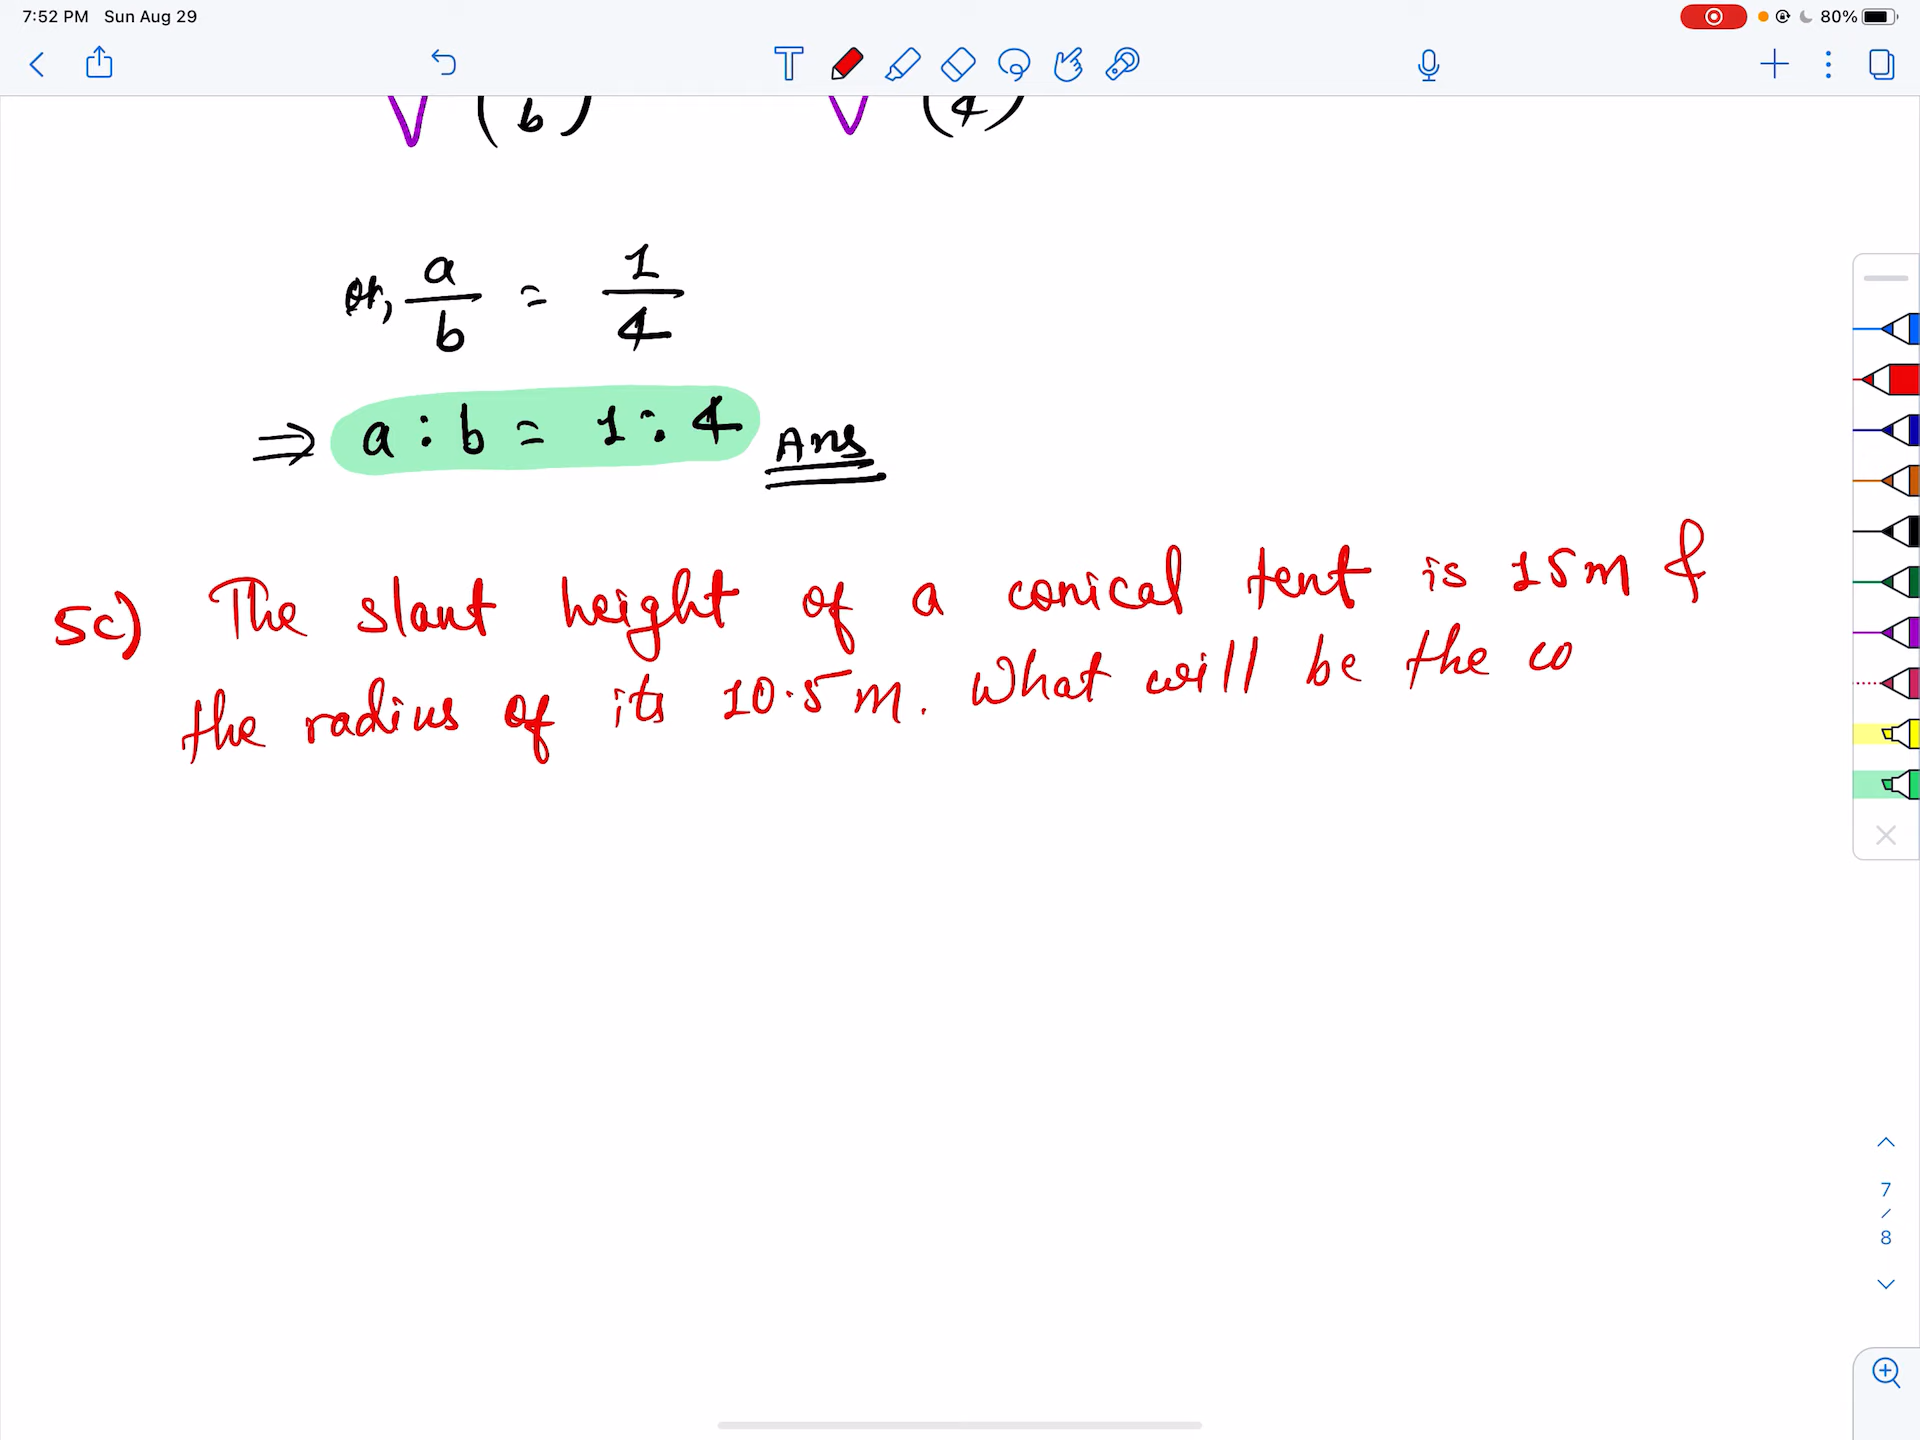 7:52 PM Sun Aug 29 80%
T
√(b) √(4)
or, a/b = 1/4
⇒ a : b = 1 : 4 Ans
5c) The slant height of a conical tent is 15m &
the radius of its 10.5m. What will be the co
7
/
8